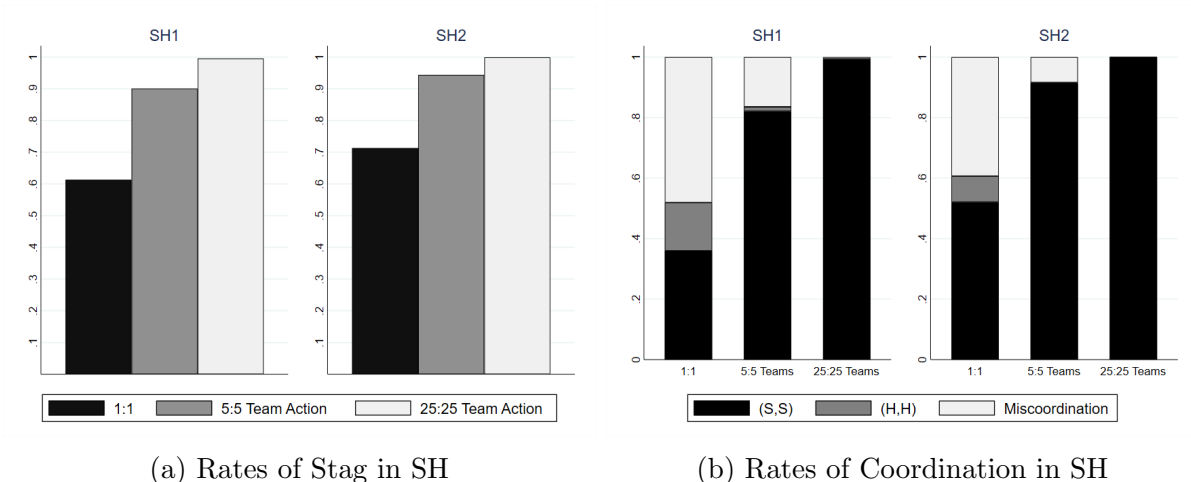 SH1
SH2
1
.9
.8
.7
.6
.5
.4
.3
.2
.1
1
.9
.8
.7
.6
.5
.4
.3
.2
.1
1:1
5:5 Team Action
25:25 Team Action
(a) Rates of Stag in SH
SH1
SH2
1
.8
.6
.4
.2
0
1
.8
.6
.4
.2
0
1:1
5:5 Teams
25:25 Teams
1:1
5:5 Teams
25:25 Teams
(S,S)
(H,H)
Miscoordination
(b) Rates of Coordination in SH